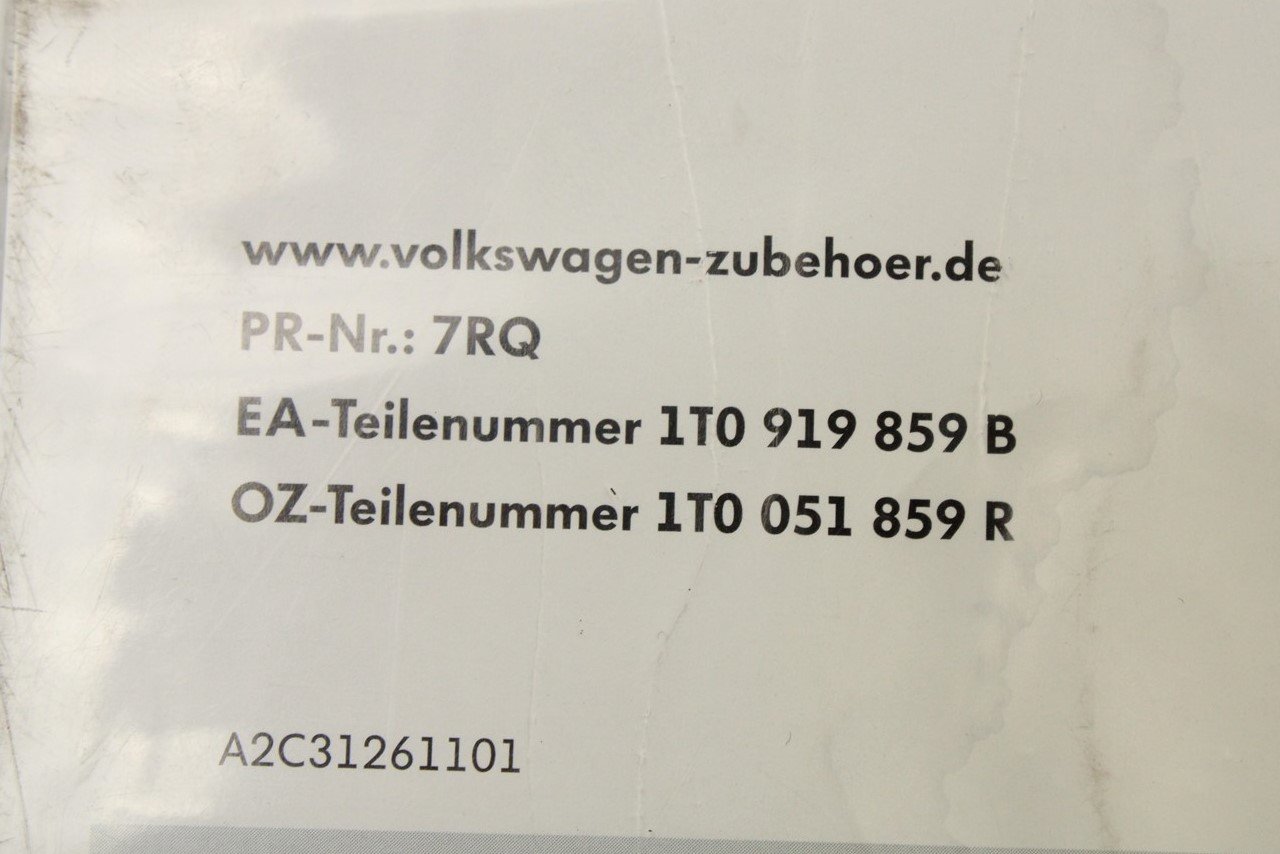 www.volkswagen-zubehoer.de
PR-Nr.: 7RQ
EA-Teilenummer 1T0 919 859 B
OZ-Teilenummer 1T0 051 859 R
A2C31261101